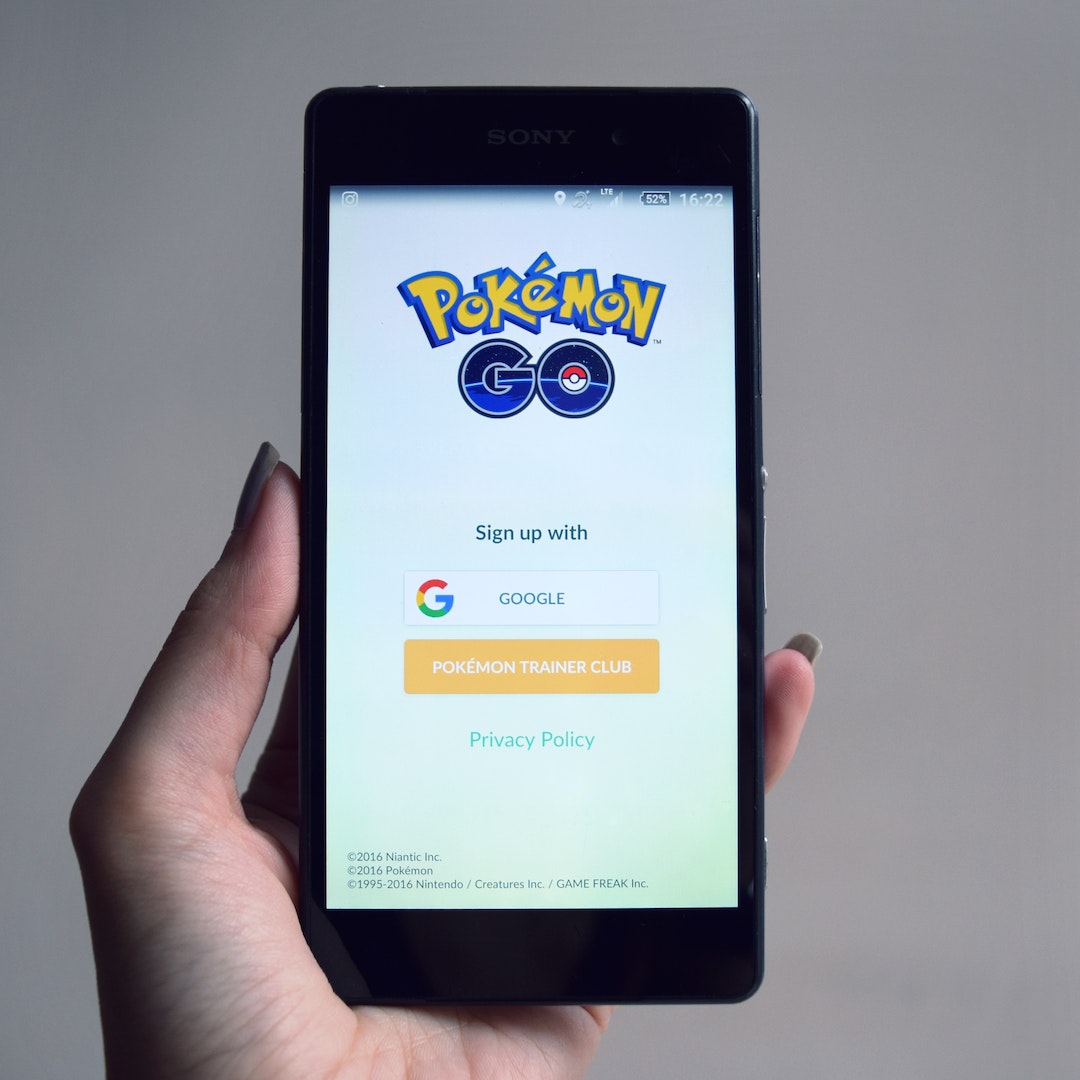 SONY
LTE 52% 16:22
POKéMON
™
GO
Sign up with
G GOOGLE
POKÉMON TRAINER CLUB
Privacy Policy
©2016 Niantic Inc.
©2016 Pokémon
©1995-2016 Nintendo / Creatures Inc. / GAME FREAK Inc.